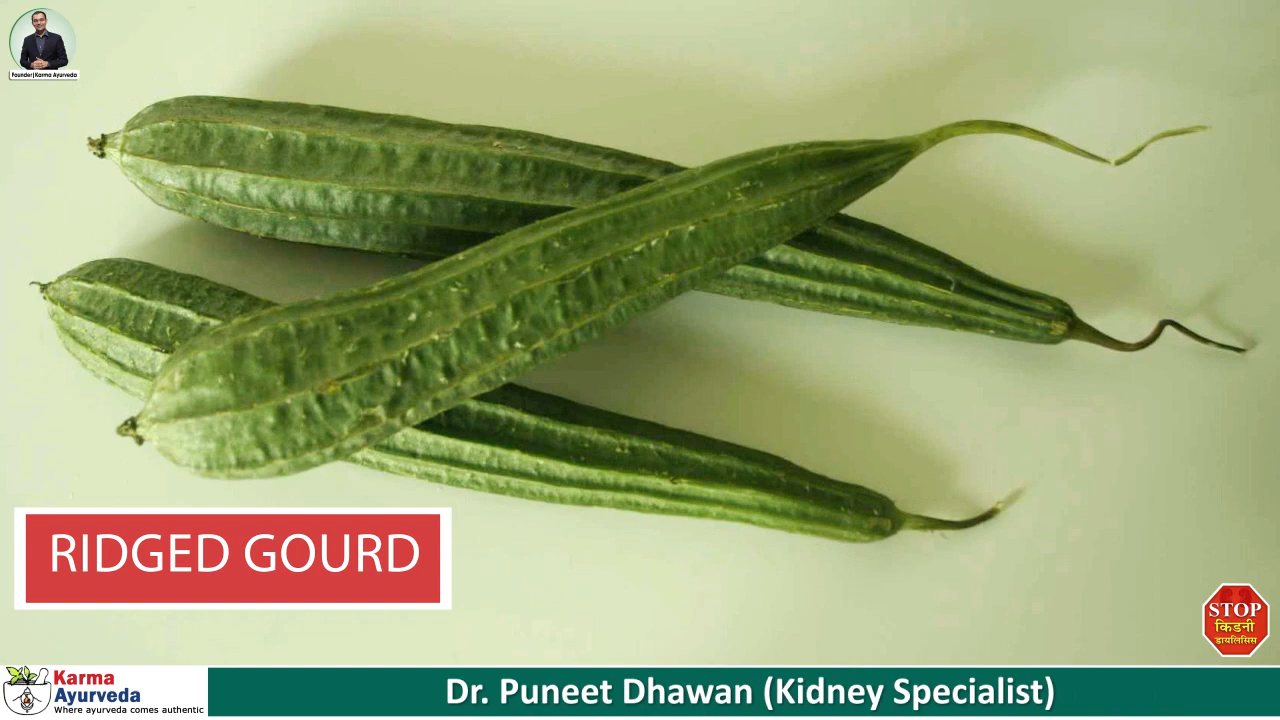 Founder|Karma Ayurveda
RIDGED GOURD
STOP
किडनी
डायलिसिस
Karma
Ayurveda
Where ayurveda comes authentic
Dr. Puneet Dhawan (Kidney Specialist)